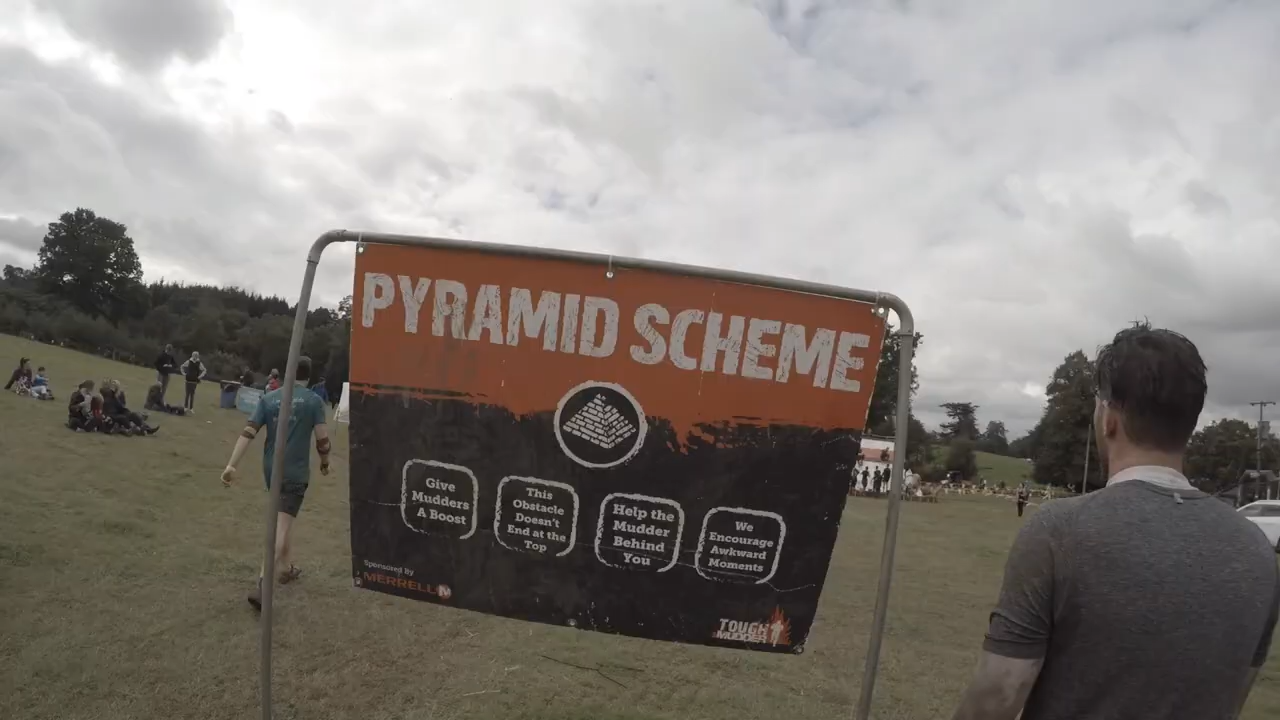 PYRAMID SCHEME
Give
Mudders
A Boost
This
Obstacle
Doesn't
End at the
Top
Help the
Mudder
Behind
You
We
Encourage
Awkward
Moments
Sponsored By
MERRELL
TOUGH
MUDDER